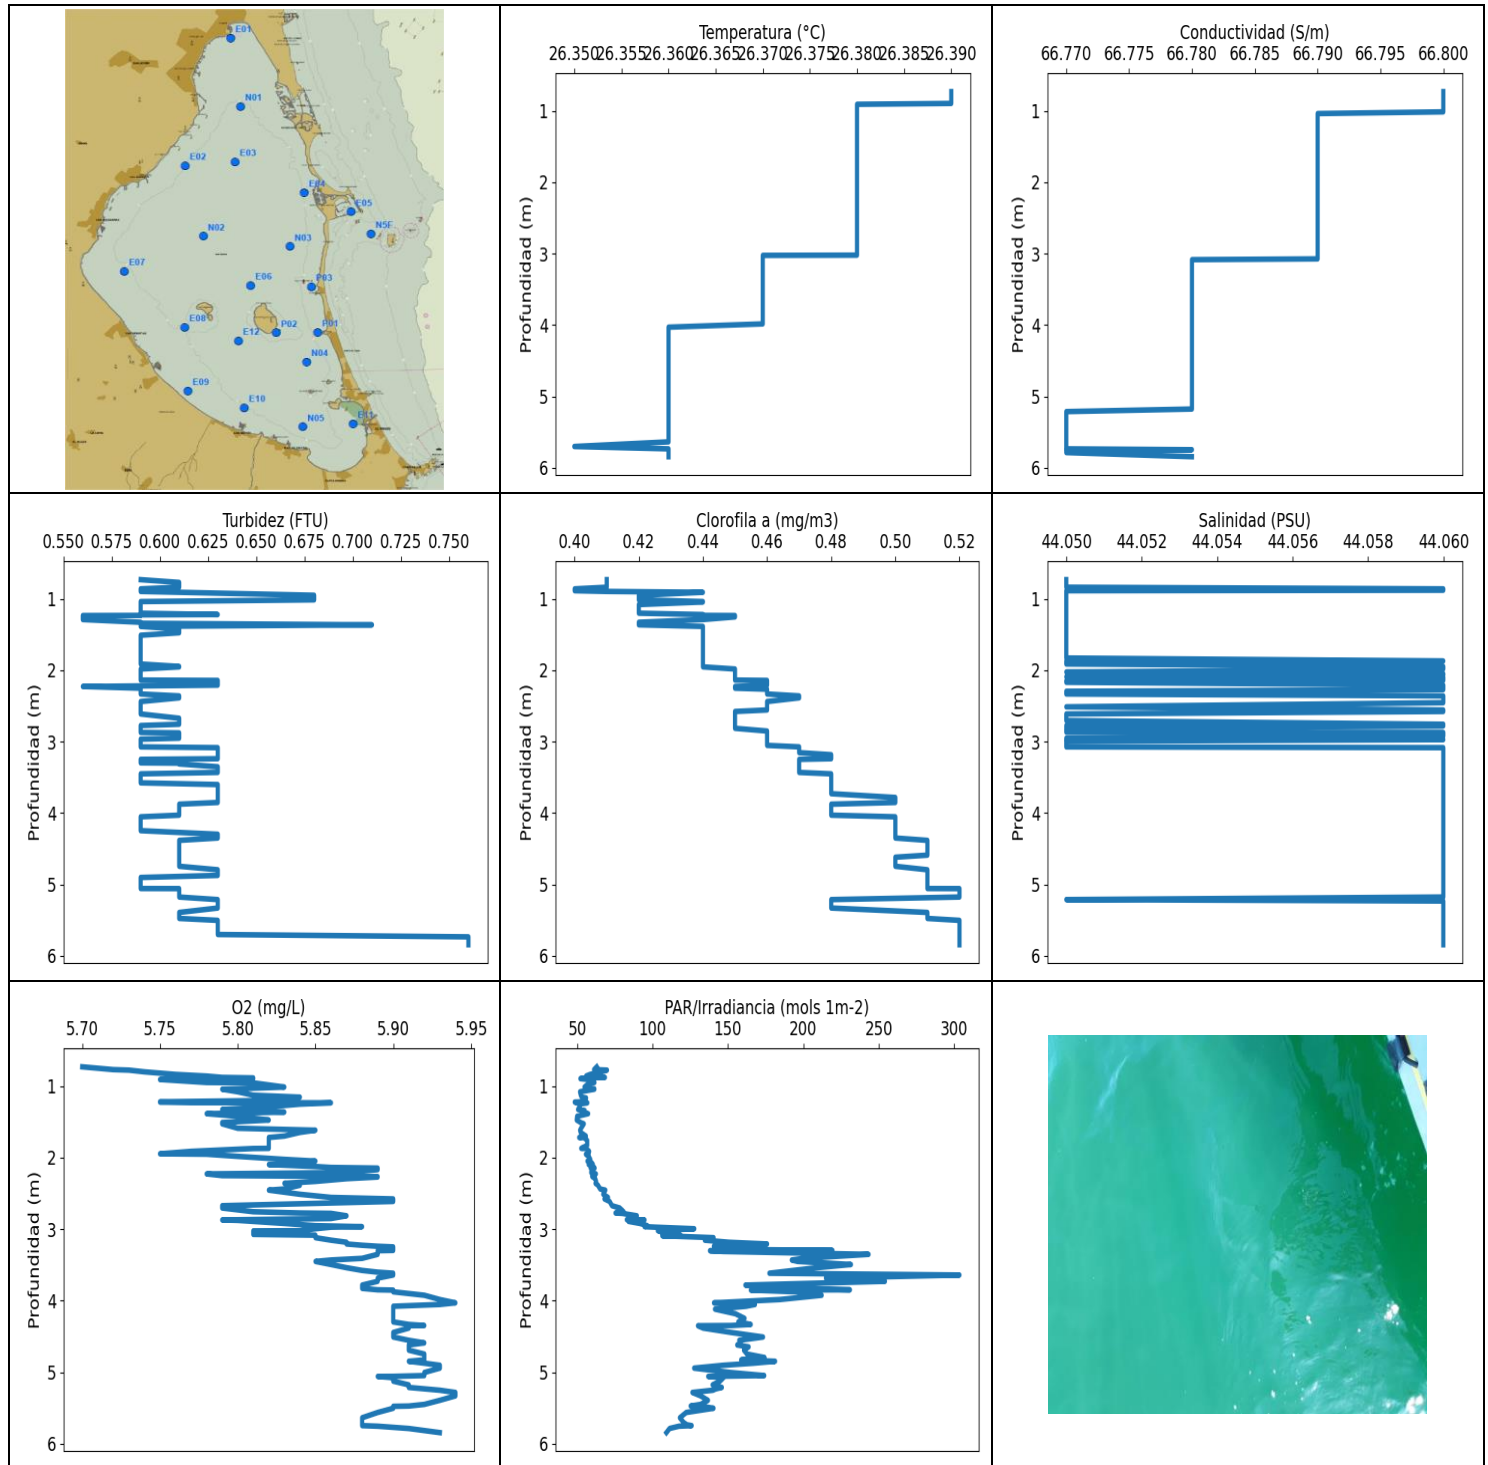 E01
N01
E02
E03
E04
E05
N5F
N02
N03
E07
E06
P03
E08
P02
P01
E12
N04
E09
E10
N05
E11
Temperatura (°C)
26.350 26.355 26.360 26.365 26.370 26.375 26.380 26.385 26.390
Profundidad (m)
1
2
3
4
5
6
Conductividad (S/m)
66.770 66.775 66.780 66.785 66.790 66.795 66.800
Profundidad (m)
1
2
3
4
5
6
Turbidez (FTU)
0.550 0.575 0.600 0.625 0.650 0.675 0.700 0.725 0.750
Profundidad (m)
1
2
3
4
5
6
Clorofila a (mg/m3)
0.40 0.42 0.44 0.46 0.48 0.50 0.52
Profundidad (m)
1
2
3
4
5
6
Salinidad (PSU)
44.050 44.052 44.054 44.056 44.058 44.060
Profundidad (m)
1
2
3
4
5
6
O2 (mg/L)
5.70 5.75 5.80 5.85 5.90 5.95
Profundidad (m)
1
2
3
4
5
6
PAR/Irradiancia (mols 1m-2)
50 100 150 200 250 300
Profundidad (m)
1
2
3
4
5
6